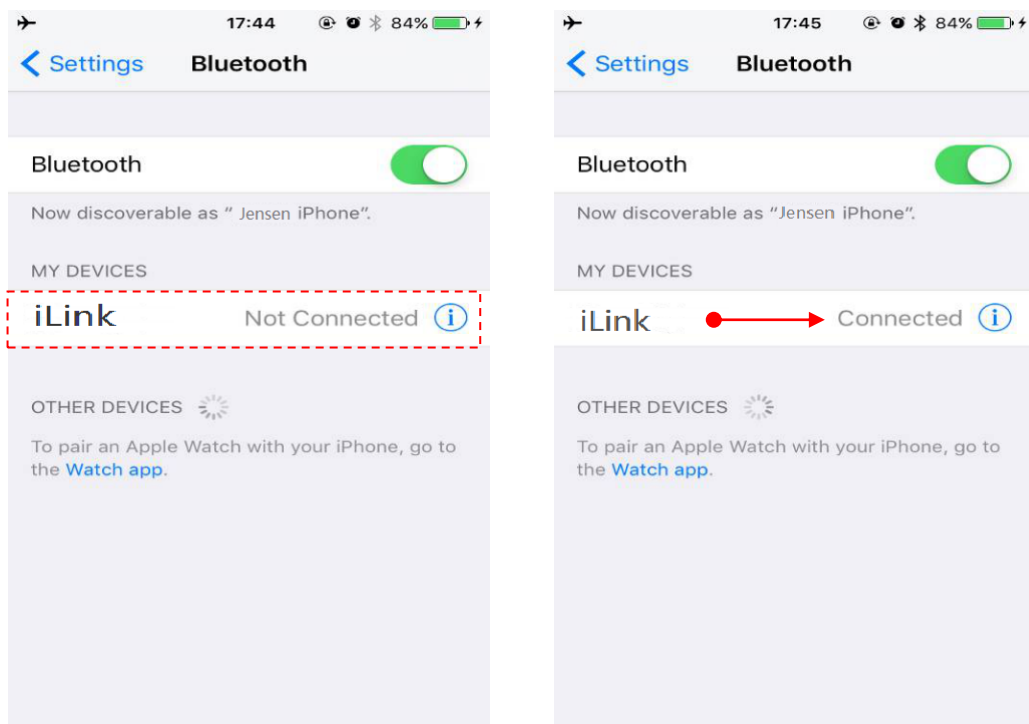 17:44 84%
Settings Bluetooth
Bluetooth
Now discoverable as “ Jensen iPhone”.
MY DEVICES
iLink Not Connected i
OTHER DEVICES
To pair an Apple Watch with your iPhone, go to
the Watch app.
17:45 84%
Settings Bluetooth
Bluetooth
Now discoverable as “Jensen iPhone”.
MY DEVICES
iLink Connected i
OTHER DEVICES
To pair an Apple Watch with your iPhone, go to
the Watch app.